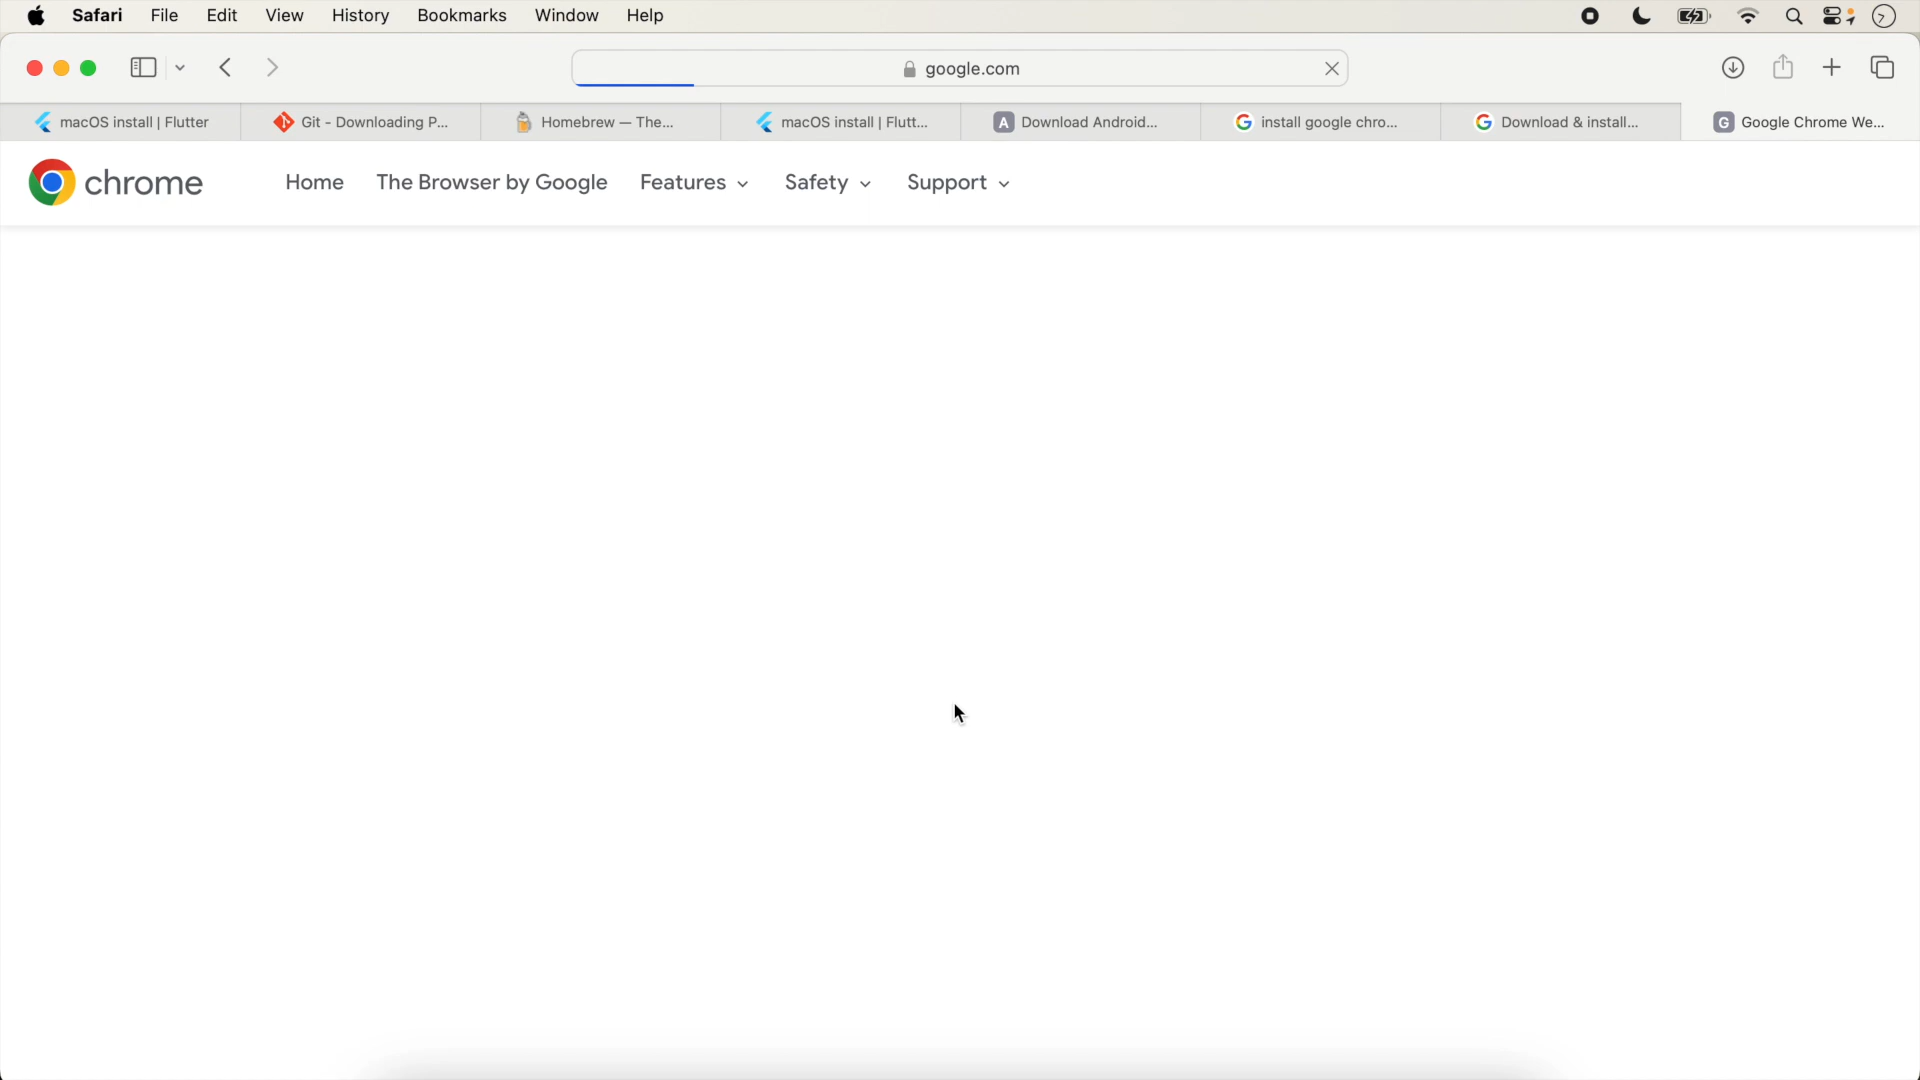 Safari File Edit View History Bookmarks Window Help
google.com
macOS install | Flutter Git - Downloading P... Homebrew — The... macOS install | Flutt... A Download Android... install google chro... Download & install... G Google Chrome We...
chrome Home The Browser by Google Features Safety Support